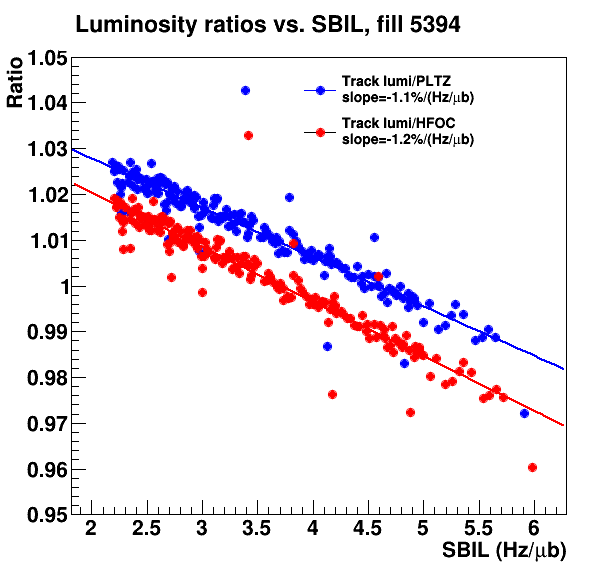 Luminosity ratios vs. SBIL, fill 5394
Ratio
1.05
1.04
1.03
1.02
1.01
1
0.99
0.98
0.97
0.96
0.95
Track lumi/PLTZ
slope=-1.1%/(Hz/μb)
Track lumi/HFOC
slope=-1.2%/(Hz/μb)
2 2.5 3 3.5 4 4.5 5 5.5 6
SBIL (Hz/μb)